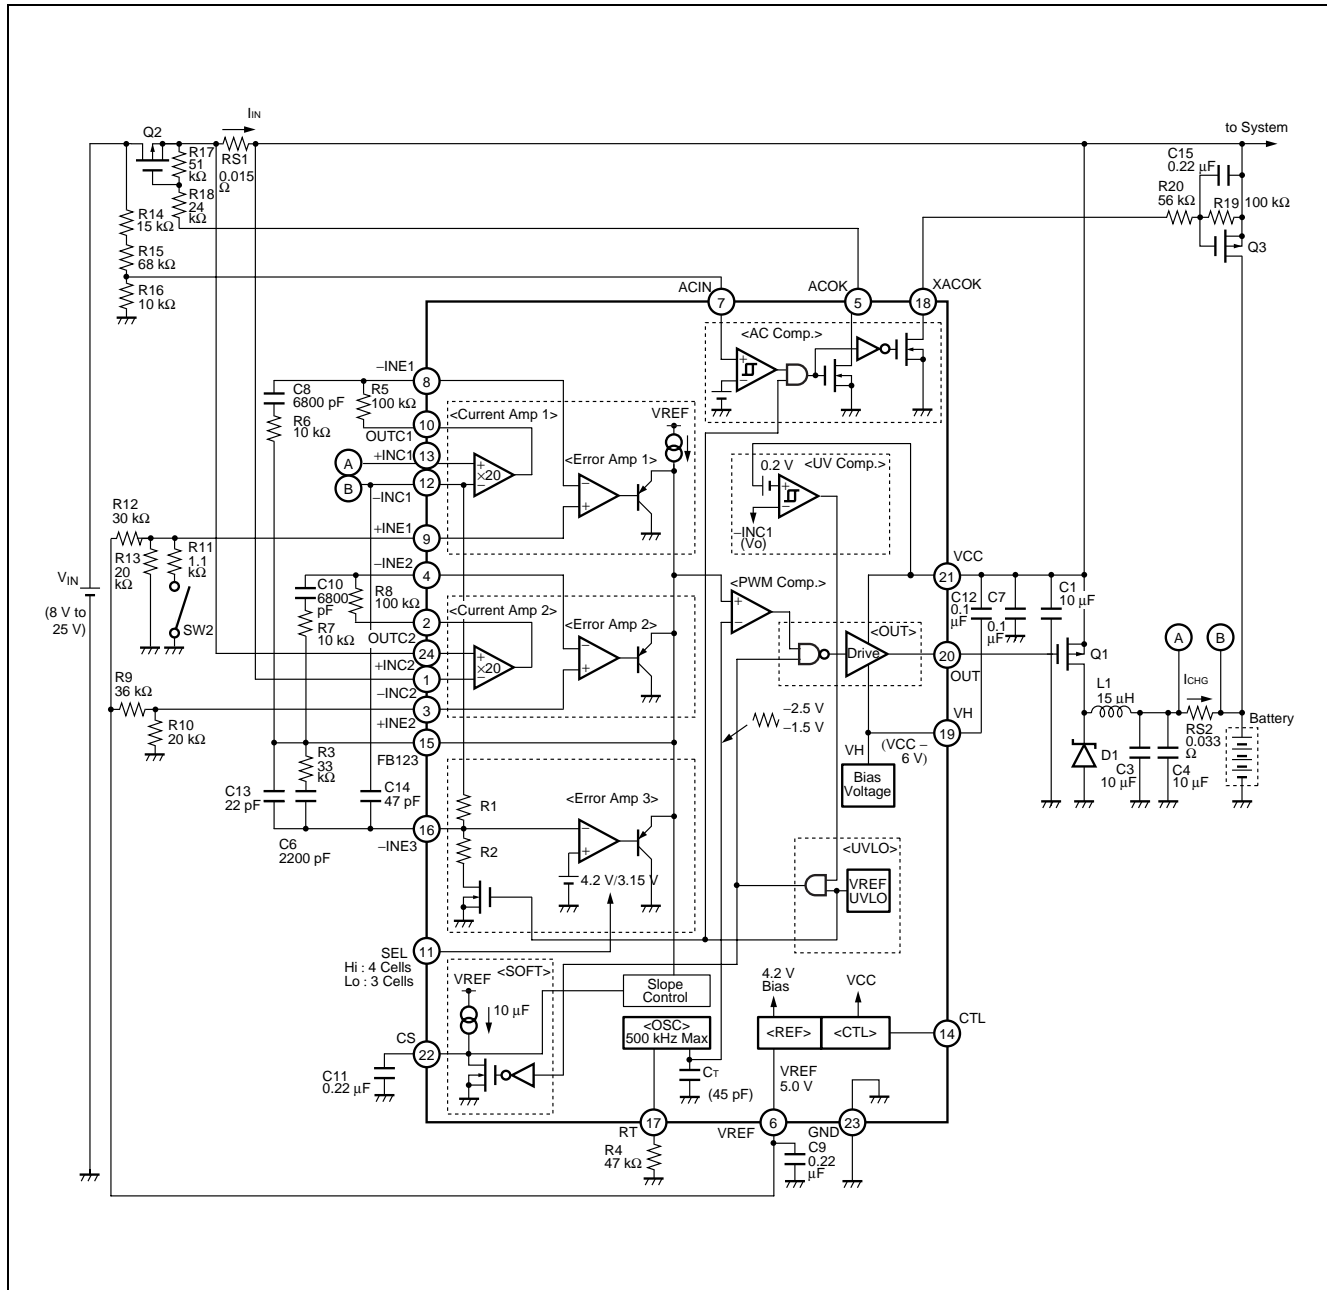 IIN
to System
Q2
R17
51
kΩ
RS1
0.015
Ω
R18
24
kΩ
R14
15 kΩ
R15
68 kΩ
R16
10 kΩ
C15
0.22 µF
R20
56 kΩ
R19
100 kΩ
Q3
ACIN
7
ACOK
5
XACOK
18
<AC Comp.>
+
−
−INE1
8
C8
6800 pF
R5
100 kΩ
R6
10 kΩ
10
OUTC1
<Current Amp 1>
VREF
+INC1
13
A
B
12
−INC1
+
×20
−
<Error Amp 1>
−
+
0.2 V
<UV Comp.>
+
−
−INC1
(Vo)
R12
30 kΩ
R13
20
kΩ
R11
1.1
kΩ
SW2
+INE1
9
−INE2
4
C10
6800
pF
R8
100 kΩ
R7
10 kΩ
2
OUTC2
24
+INC2
1
−INC2
3
+INE2
<Current Amp 2>
+
×20
−
<Error Amp 2>
−
+
<PWM Comp.>
+
−
<OUT>
Drive
VCC
21
C12
0.1
µF
C7
0.1
µF
C1
10 µF
20
OUT
Q1
A
B
VIN
(8 V to
25 V)
R9
36 kΩ
R10
20 kΩ
15
FB123
−2.5 V
−1.5 V
VH
19
(VCC −
6 V)
VH
Bias
Voltage
L1
15 µH
ICHG
RS2
0.033
Ω
Battery
D1
C3
10 µF
C4
10 µF
R3
33
kΩ
C13
22 pF
C14
47 pF
C6
2200 pF
16
−INE3
R1
R2
<Error Amp 3>
−
+
4.2 V/3.15 V
<UVLO>
VREF
UVLO
SEL
11
Hi : 4 Cells
Lo : 3 Cells
<SOFT>
VREF
10 µF
Slope
Control
4.2 V
Bias
VCC
<OSC>
500 kHz Max
<REF>
<CTL>
CTL
14
CS
22
C11
0.22 µF
CT
(45 pF)
VREF
5.0 V
RT
17
VREF
6
GND
23
R4
47 kΩ
C9
0.22
µF